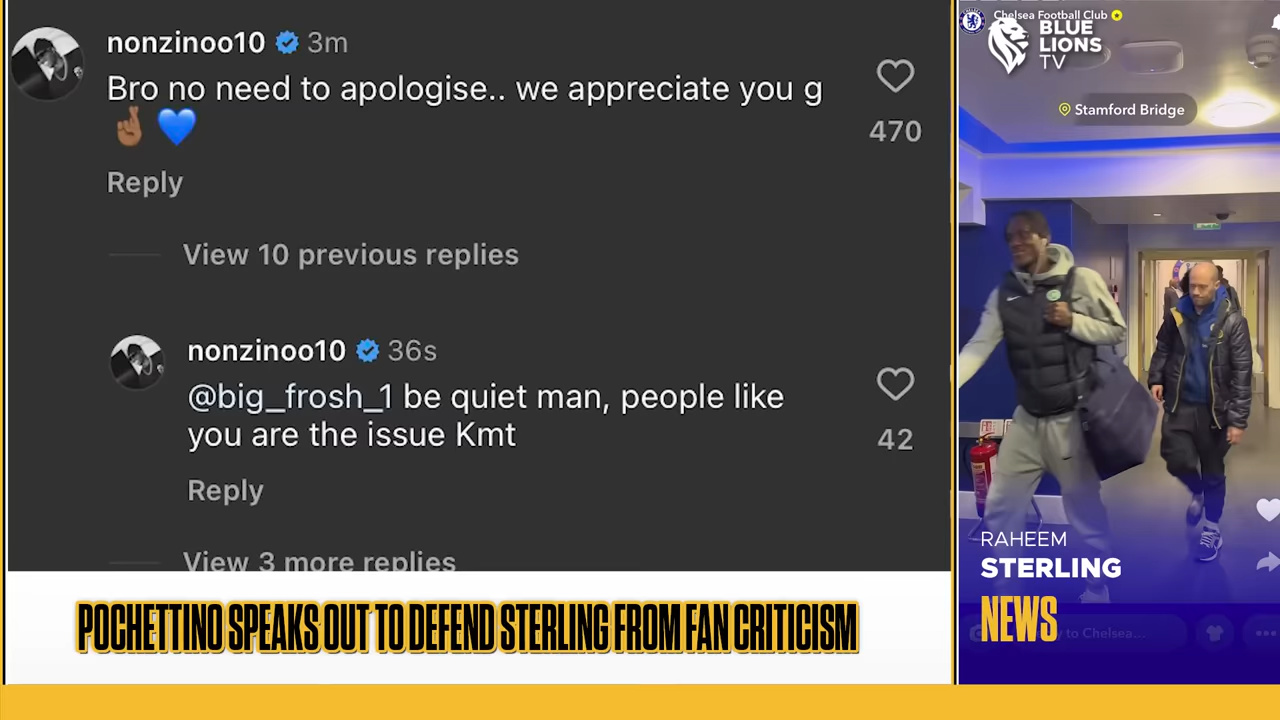 nonzinoo10 3m
Bro no need to apologise.. we appreciate you g
🤞🏾 💙
470
Reply
View 10 previous replies
nonzinoo10 36s
@big_frosh_1 be quiet man, people like
you are the issue Kmt
42
Reply
View 3 more replies
POCHETTINO SPEAKS OUT TO DEFEND STERLING FROM FAN CRITICISM
Chelsea Football Club
BLUE
LIONS
TV
Stamford Bridge
RAHEEM
STERLING
NEWS
to Chelsea...